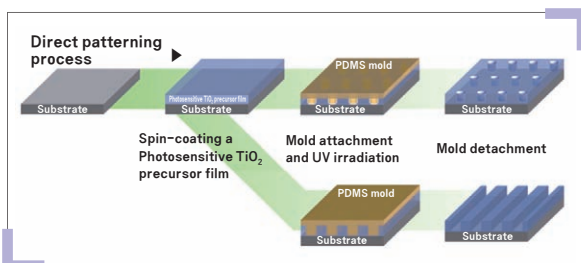 Direct patterning
process
PDMS mold
Substrate
Photosensitive TiO₂ precursor film
Substrate
Substrate
Substrate
Spin-coating a
Photosensitive TiO₂
precursor film
Mold attachment
and UV irradiation
Mold detachment
PDMS mold
Substrate
Substrate